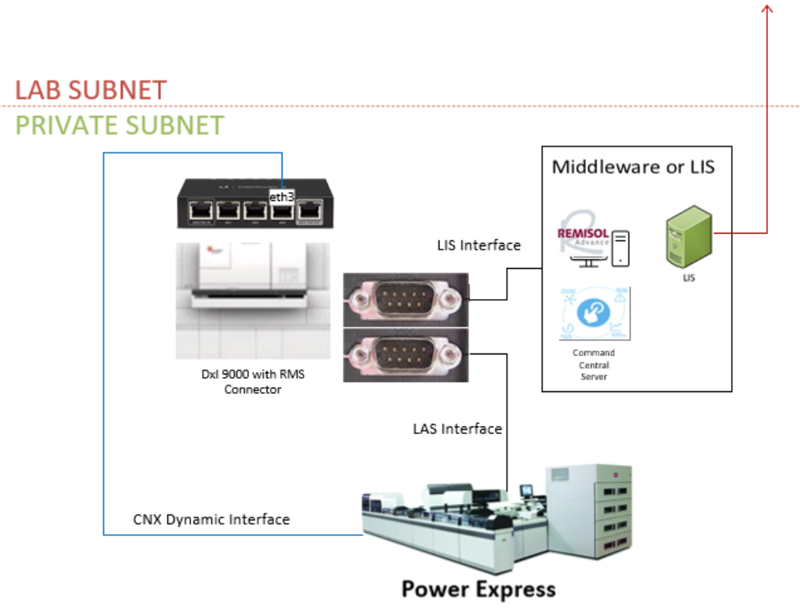 LAB SUBNET
PRIVATE SUBNET
eth3
Middleware or LIS
REMISOL
Advance
LIS Interface
LIS
DxI 9000 with RMS
Connector
Command
Central
Server
LAS Interface
CNX Dynamic Interface
Power Express